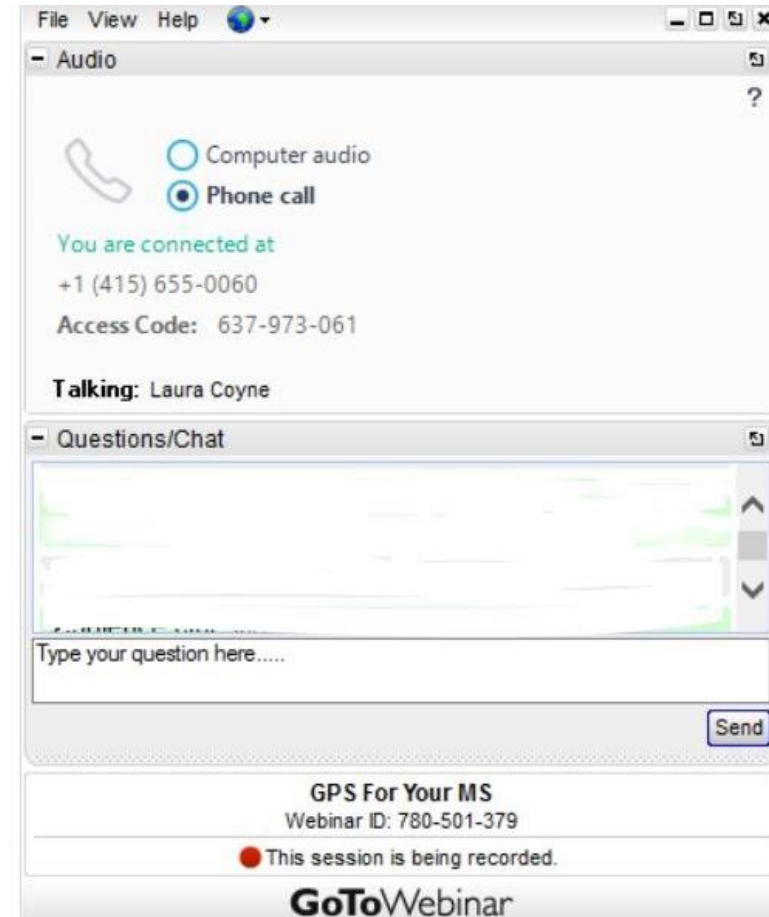 File View Help
Audio
?
Computer audio
Phone call
You are connected at
+1 (415) 655-0060
Access Code: 637-973-061
Talking: Laura Coyne
Questions/Chat
Type your question here.....
Send
GPS For Your MS
Webinar ID: 780-501-379
This session is being recorded.
GoToWebinar